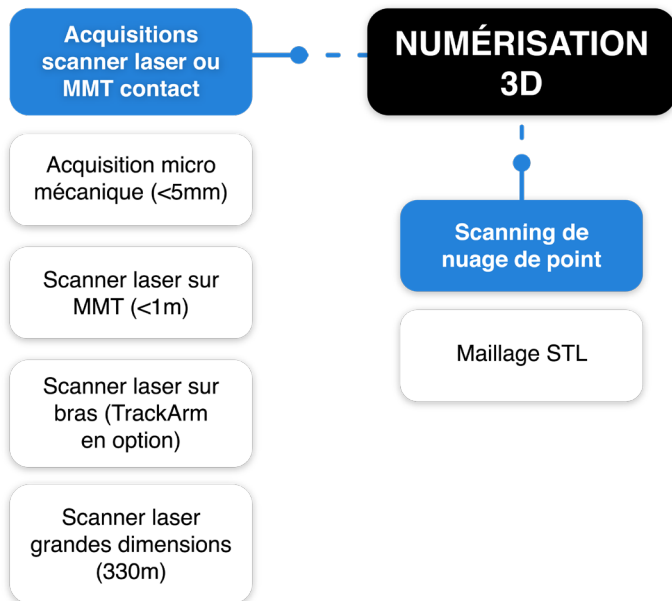 Acquisitions
scanner laser ou
MMT contact
NUMÉRISATION
3D
Acquisition micro
mécanique (<5mm)
Scanner laser sur
MMT (<1m)
Scanner laser sur
bras (TrackArm
en option)
Scanner laser
grandes dimensions
(330m)
Scanning de
nuage de point
Maillage STL